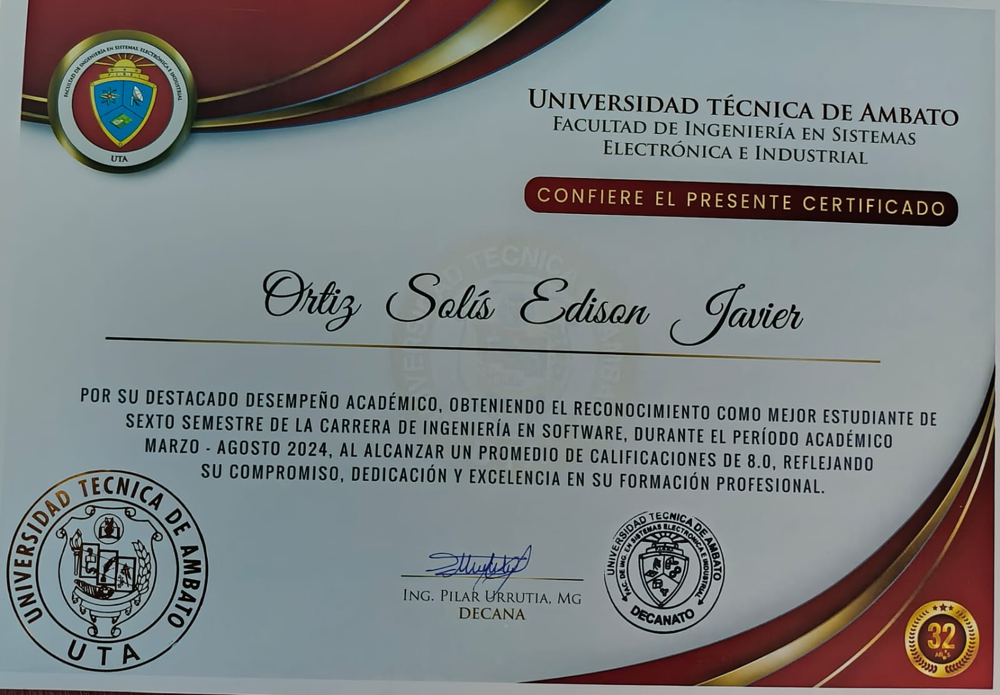 FACULTAD DE INGENIERÍA EN SISTEMAS, ELECTRÓNICA E INDUSTRIAL
FISEI
UTA
UNIVERSIDAD TÉCNICA DE AMBATO
FACULTAD DE INGENIERÍA EN SISTEMAS
ELECTRÓNICA E INDUSTRIAL
CONFIERE EL PRESENTE CERTIFICADO
Ortiz Solís Edison Javier
POR SU DESTACADO DESEMPEÑO ACADÉMICO, OBTENIENDO EL RECONOCIMIENTO COMO MEJOR ESTUDIANTE DE
SEXTO SEMESTRE DE LA CARRERA DE INGENIERÍA EN SOFTWARE, DURANTE EL PERÍODO ACADÉMICO
MARZO - AGOSTO 2024, AL ALCANZAR UN PROMEDIO DE CALIFICACIONES DE 8.0, REFLEJANDO
SU COMPROMISO, DEDICACIÓN Y EXCELENCIA EN SU FORMACIÓN PROFESIONAL.
UNIVERSIDAD TECNICA DE AMBATO
UTA
ING. PILAR URRUTIA, MG
DECANA
UNIVERSIDAD TECNICA DE AMBATO
FAC. DE ING. EN SISTEMAS ELECTRONICA E INDUSTRIAL
DECANATO
32
AÑOS